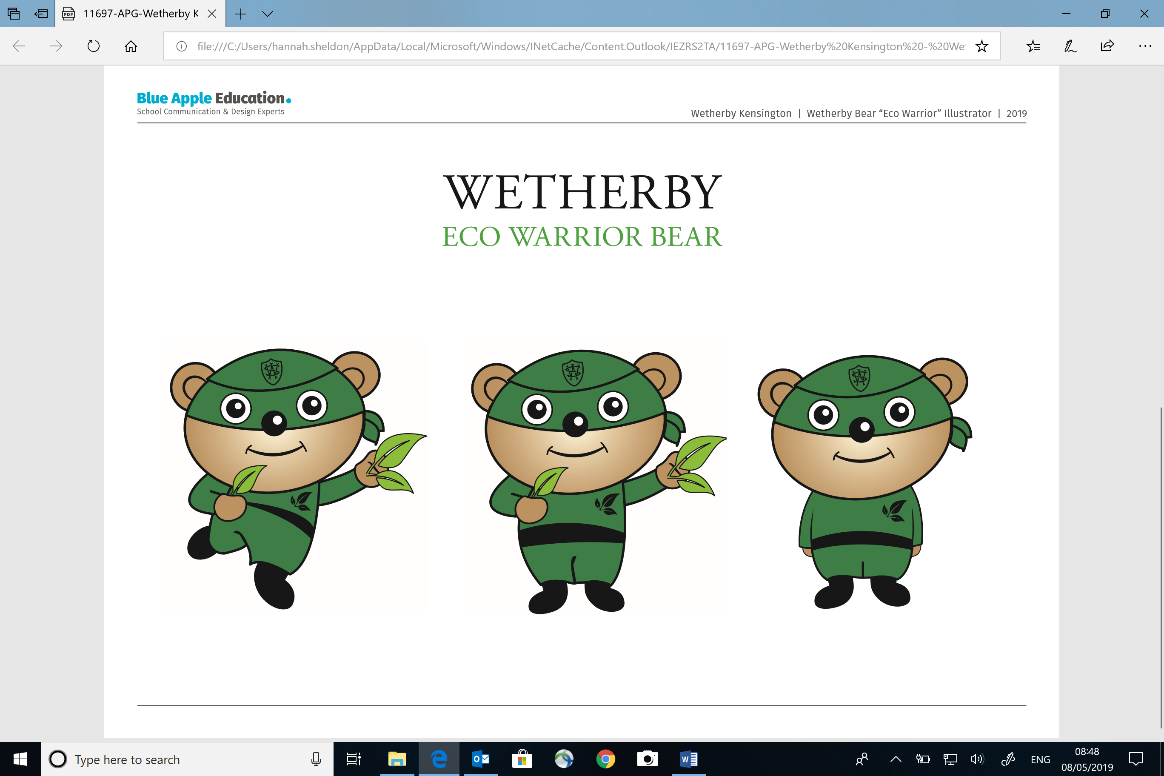 11697-APG-Wetherby K
file:///C:/Users/hannah.sheldon/AppData/Local/Microsoft/Windows/INetCache/Content.Outlook/IEZRS2TA/11697-APG-Wetherby%20Kensington%20-%20We
Blue Apple Education.
School Communication & Design Experts
Wetherby Kensington | Wetherby Bear “Eco Warrior” Illustrator | 2019
WETHERBY
ECO WARRIOR BEAR
Type here to search
ENG
08:48
08/05/2019